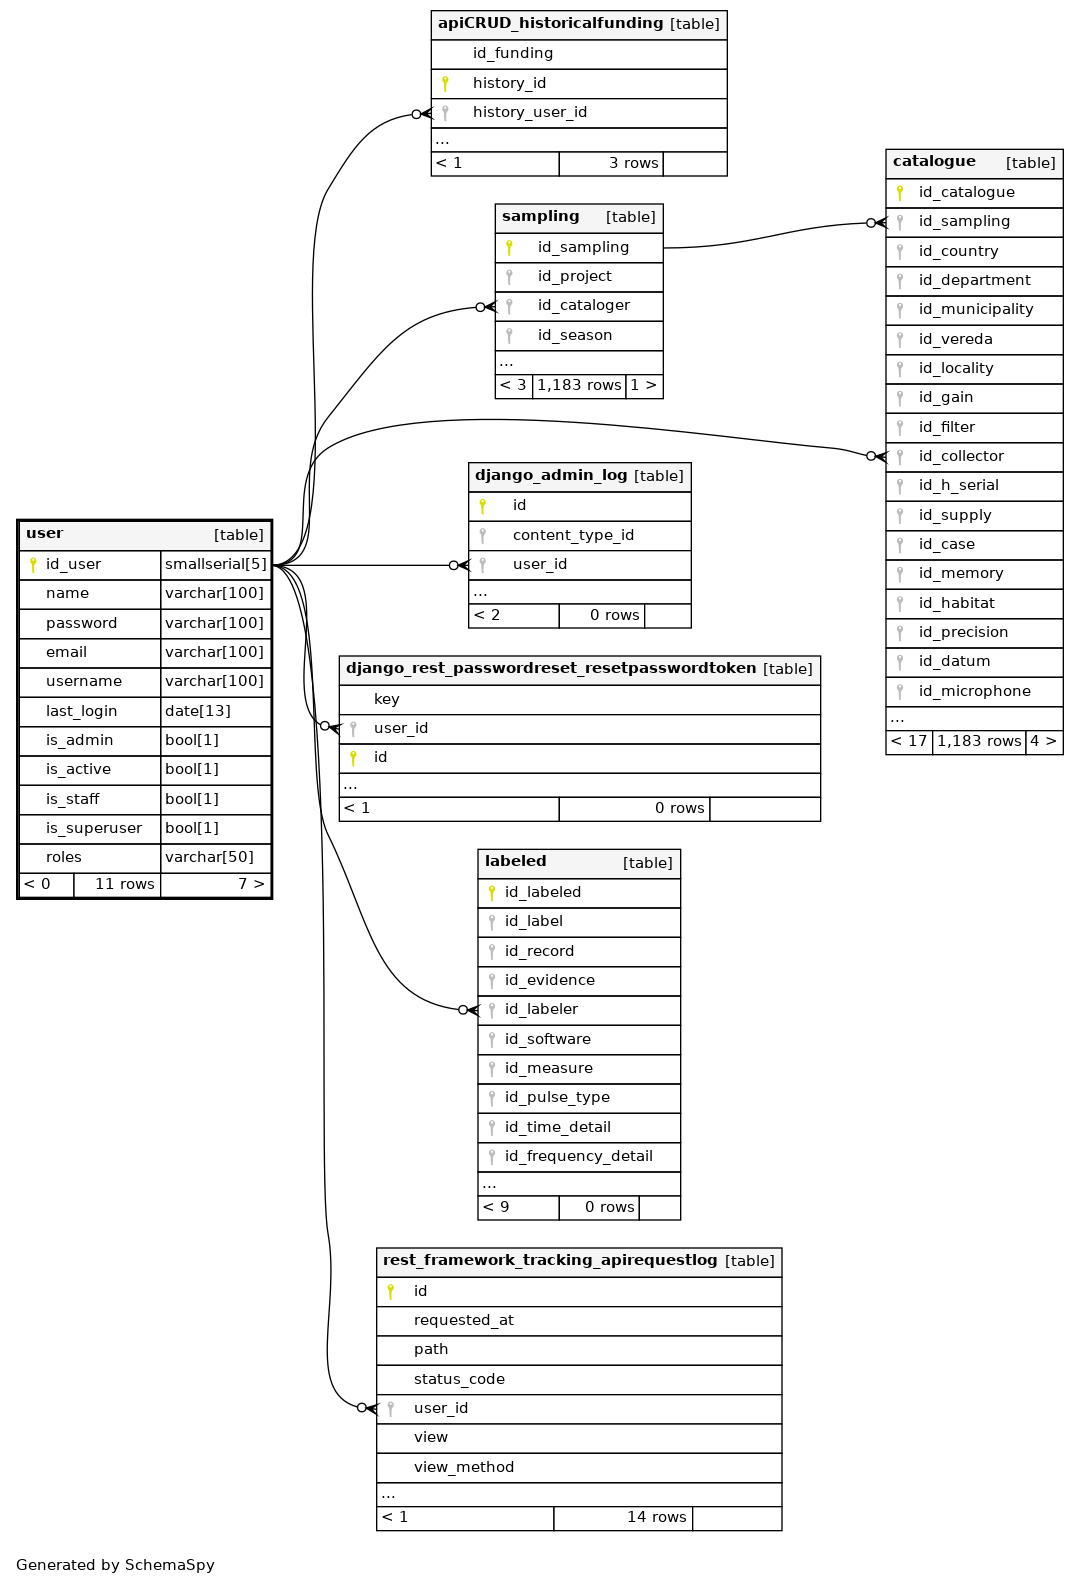 apiCRUD_historicalfunding [table]
id_funding
history_id
history_user_id
...
< 1 3 rows
catalogue [table]
id_catalogue
id_sampling
id_country
id_department
id_municipality
id_vereda
id_locality
id_gain
id_filter
id_collector
id_h_serial
id_supply
id_case
id_memory
id_habitat
id_precision
id_datum
id_microphone
...
< 17 1,183 rows 4 >
sampling [table]
id_sampling
id_project
id_cataloger
id_season
...
< 3 1,183 rows 1 >
django_admin_log [table]
id
content_type_id
user_id
...
< 2 0 rows
user [table]
id_user smallserial[5]
name varchar[100]
password varchar[100]
email varchar[100]
username varchar[100]
last_login date[13]
is_admin bool[1]
is_active bool[1]
is_staff bool[1]
is_superuser bool[1]
roles varchar[50]
< 0 11 rows 7 >
django_rest_passwordreset_resetpasswordtoken [table]
key
user_id
id
...
< 1 0 rows
labeled [table]
id_labeled
id_label
id_record
id_evidence
id_labeler
id_software
id_measure
id_pulse_type
id_time_detail
id_frequency_detail
...
< 9 0 rows
rest_framework_tracking_apirequestlog [table]
id
requested_at
path
status_code
user_id
view
view_method
...
< 1 14 rows
Generated by SchemaSpy